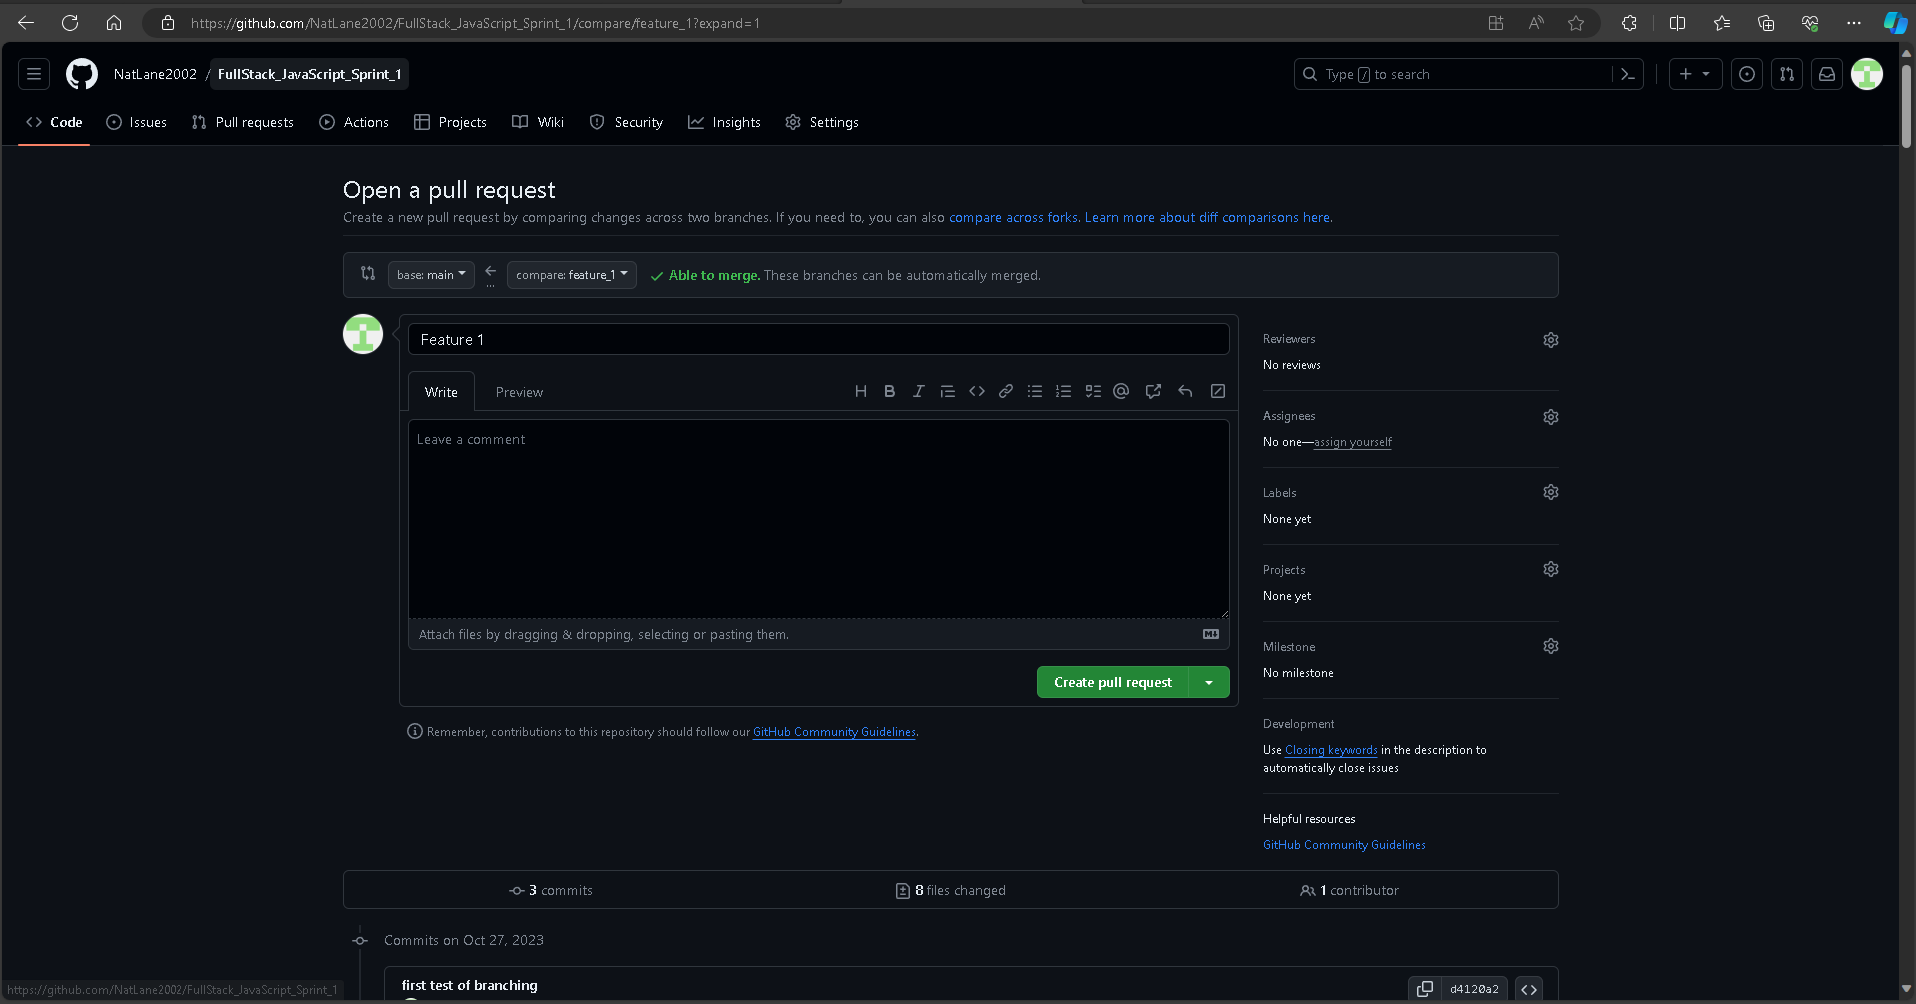 https://github.com/NatLane2002/FullStack_JavaScript_Sprint_1/compare/feature_1?expand=1
NatLane2002 / FullStack_JavaScript_Sprint_1
Type / to search
Code Issues Pull requests Actions Projects Wiki Security Insights Settings
Open a pull request
Create a new pull request by comparing changes across two branches. If you need to, you can also compare across forks. Learn more about diff comparisons here.
base: main compare: feature_1 Able to merge. These branches can be automatically merged.
Feature 1
Write Preview
Leave a comment
Attach files by dragging & dropping, selecting or pasting them.
Create pull request
Remember, contributions to this repository should follow our GitHub Community Guidelines.
Reviewers
No reviews
Assignees
No one—assign yourself
Labels
None yet
Projects
None yet
Milestone
No milestone
Development
Use Closing keywords in the description to
automatically close issues
Helpful resources
GitHub Community Guidelines
3 commits 8 files changed 1 contributor
Commits on Oct 27, 2023
first test of branching
d4120a2
https://github.com/NatLane2002/FullStack_JavaScript_Sprint_1